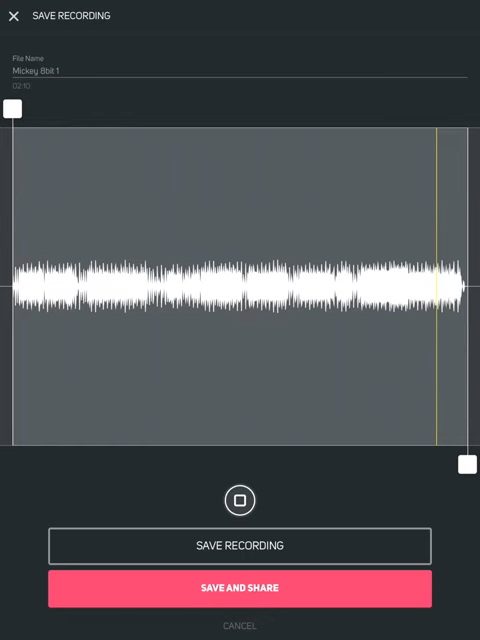 SAVE RECORDING
File Name
Mickey 8bit 1
02:10
SAVE RECORDING
SAVE AND SHARE
CANCEL